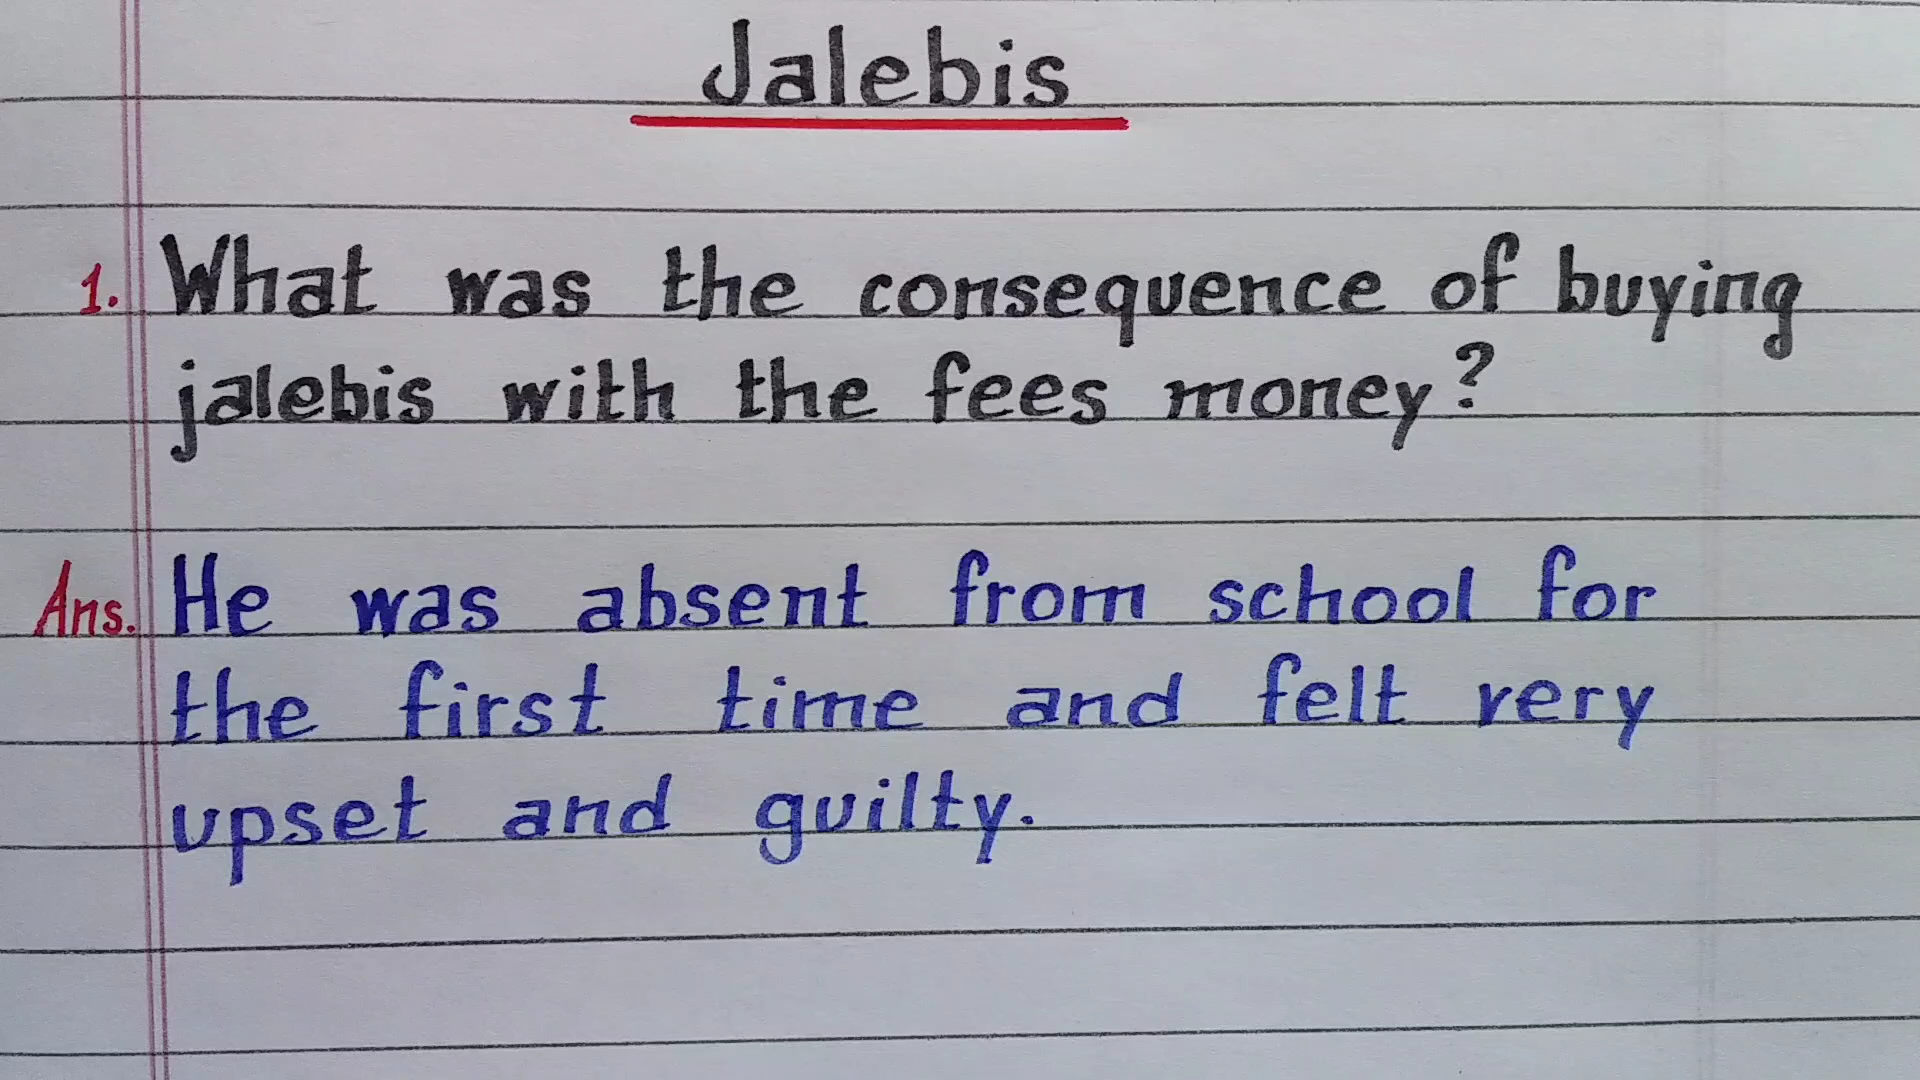 Jalebis
1. What was the consequence of buying
jalebis with the fees money?
Ans. He was absent from school for
the first time and felt very
upset and guilty.